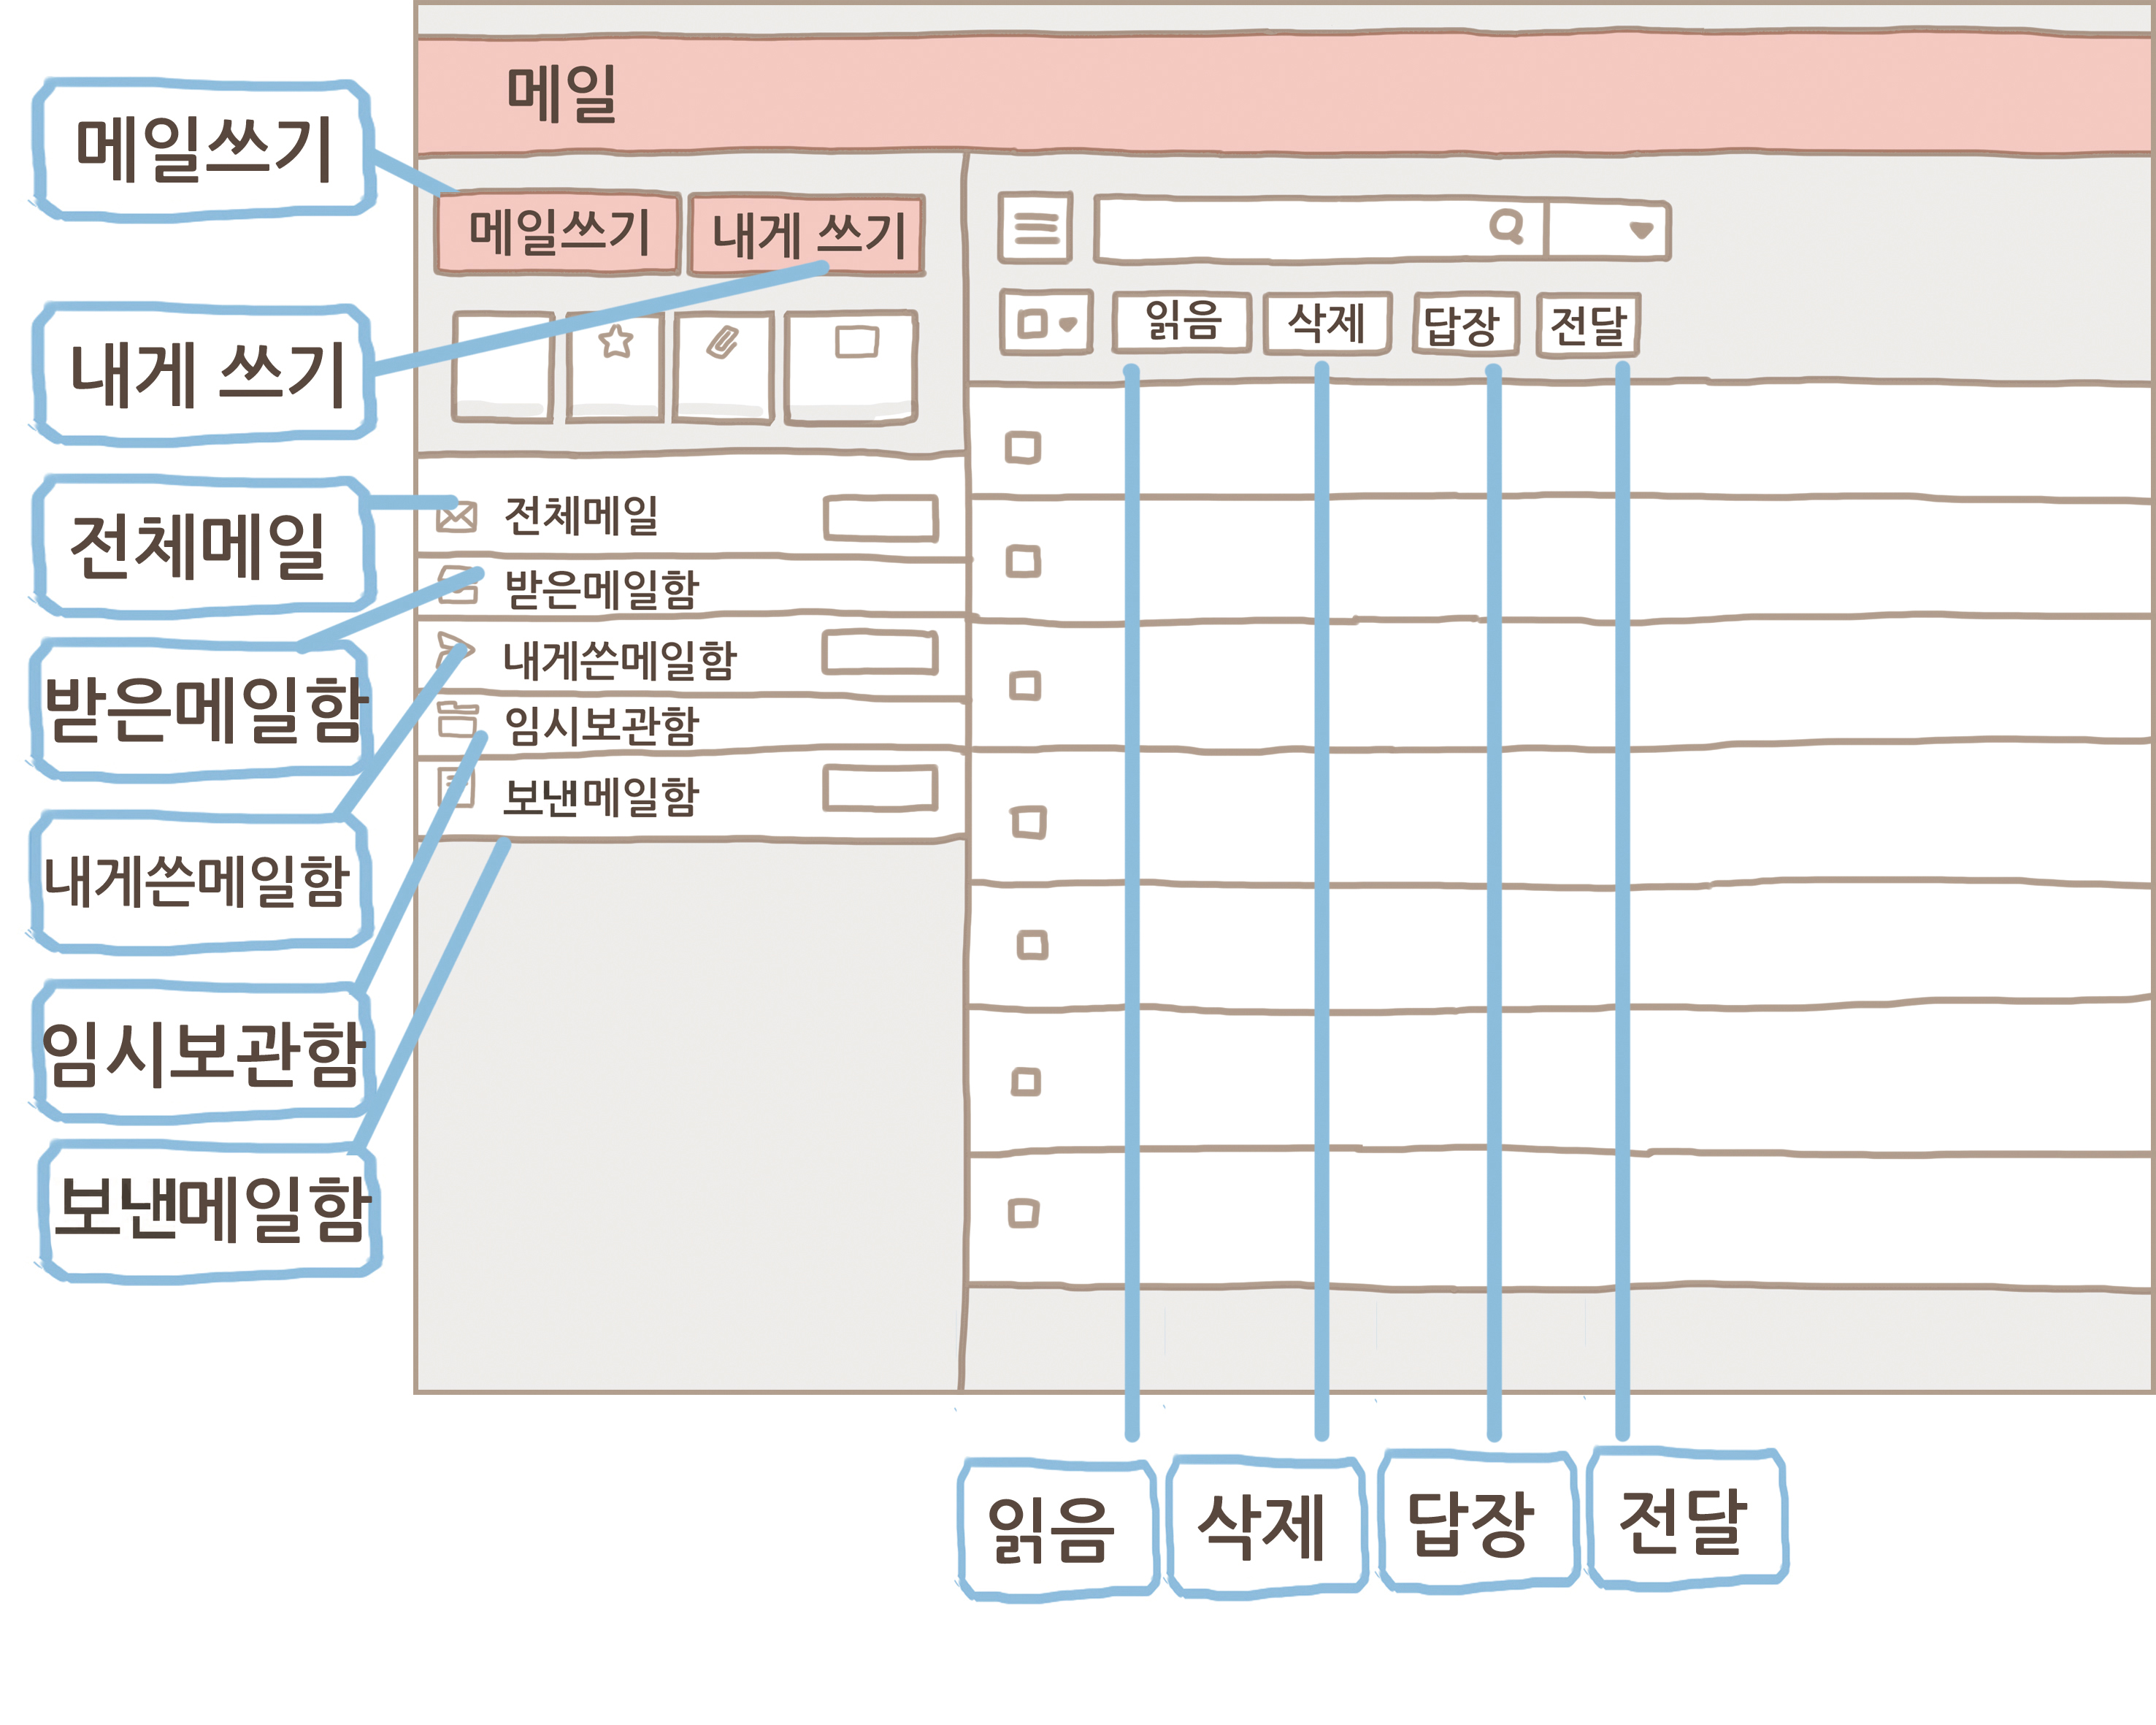 메일
메일쓰기
메일쓰기 내게 쓰기
내게 쓰기
읽음 삭제 답장 전달
전체메일
전체메일
받은메일함
받은메일함
내게쓴메일함
임시보관함
보낸메일함
내게쓴메일함
임시보관함
보낸메일함
읽음 삭제 답장 전달